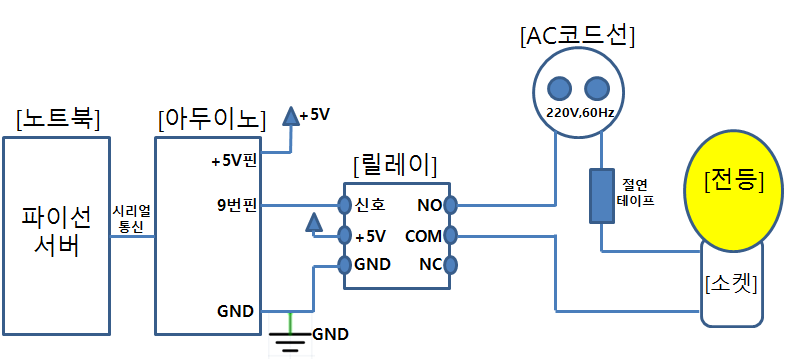 [AC코드선]
220V,60Hz
[노트북]
[아두이노]
+5V
+5V핀
[릴레이]
시리얼
통신
9번핀
신호
NO
절연
테이프
[전등]
파이선
서버
+5V
COM
GND
NC
[소켓]
GND
GND